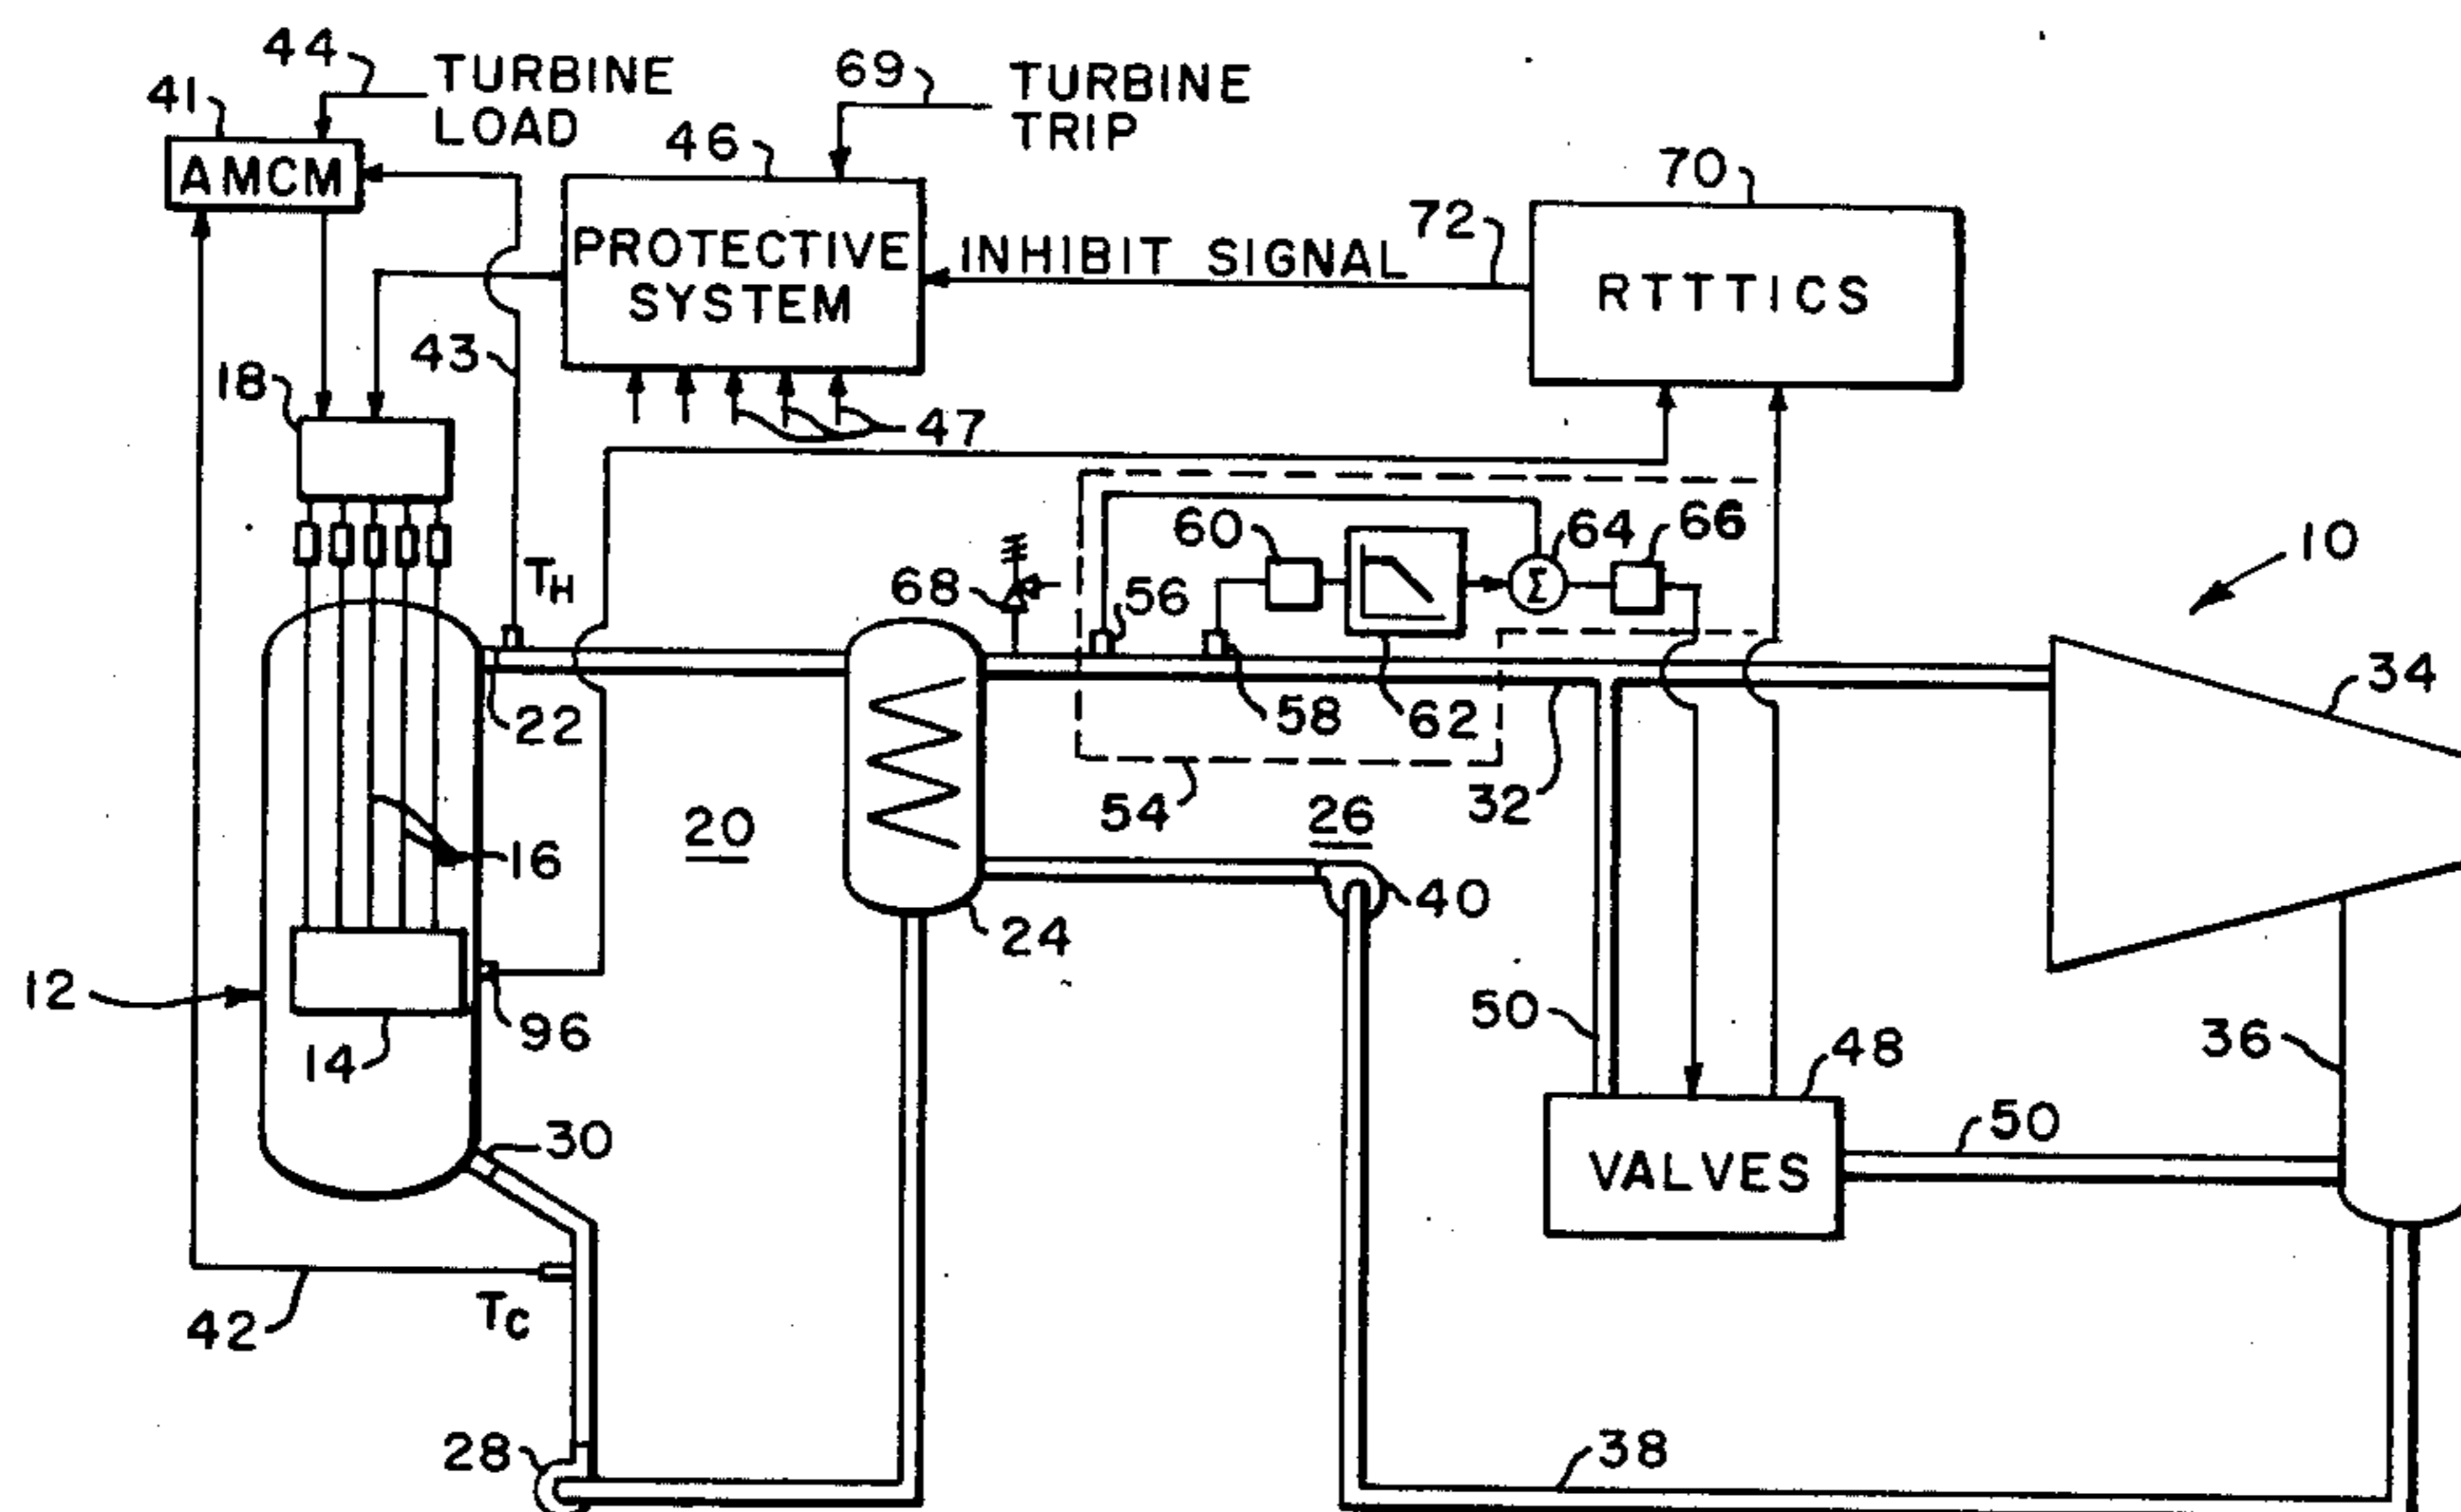 44
TURBINE
LOAD
69
TURBINE
TRIP
41
46
70
AMCM
72
PROTECTIVE
SYSTEM
INHIBIT SIGNAL
RTTTICS
43
18
47
60
64
66
10
TH
68
56
Σ
34
22
58
62
54
32
20
26
16
40
24
12
96
50
48
14
36
30
50
VALVES
42
TC
28
38